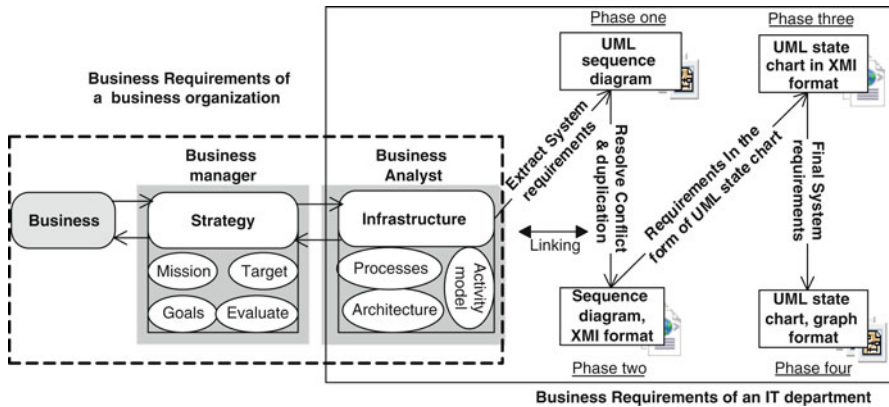 Business Requirements of
a business organization
Business
manager
Business
Analyst
Business
Strategy
Infrastructure
Mission
Target
Goals
Evaluate
Processes
Architecture
Activity
model
Extract System
requirements
Linking
Phase one
UML
sequence
diagram
Resolve Conflict
& duplication
Sequence
diagram,
XMI format
Phase two
Requirements In the
form of UML state chart
Phase three
UML state
chart in XMI
format
Final System
requirements
UML state
chart, graph
format
Phase four
Business Requirements of an IT department